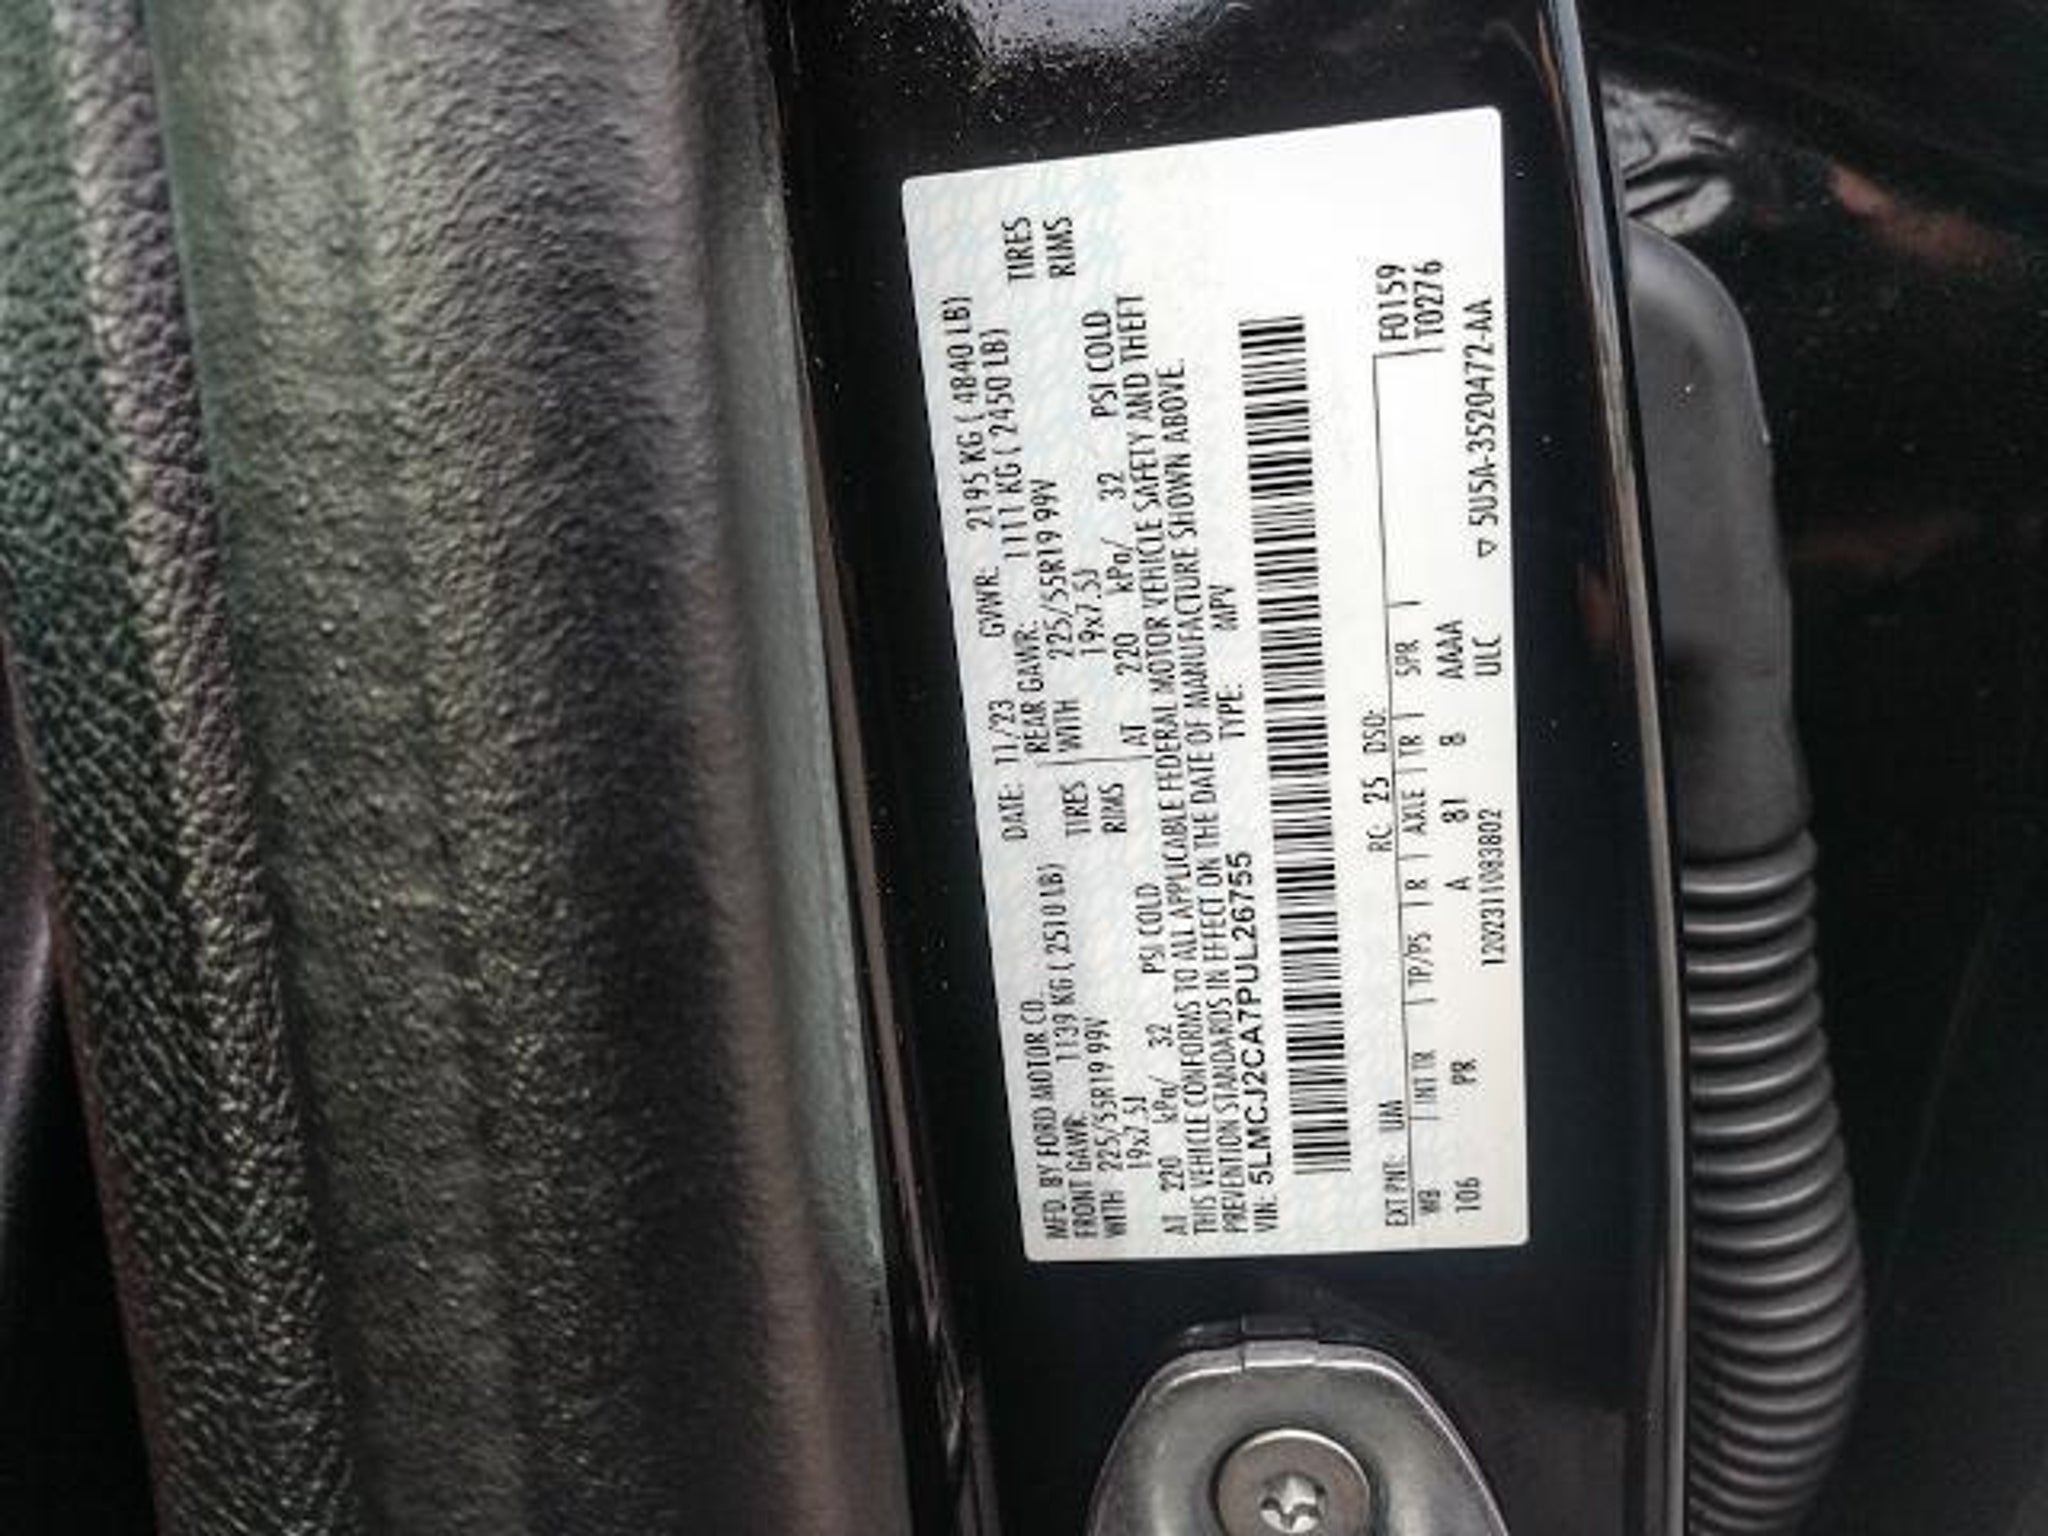 MFD. BY FORD MOTOR CO. DATE: 11/23 GVWR: 2195 KG ( 4840 LB)
FRONT GAWR: 1139 KG ( 2510 LB) REAR GAWR: 1111 KG ( 2450 LB)
WITH 225/55R19 99V TIRES WITH 225/55R19 99V TIRES
19x7.5J RIMS 19x7.5J RIMS
AT 220 kPa/ 32 PSI COLD AT 220 kPa/ 32 PSI COLD
THIS VEHICLE CONFORMS TO ALL APPLICABLE FEDERAL MOTOR VEHICLE SAFETY AND THEFT
PREVENTION STANDARDS IN EFFECT ON THE DATE OF MANUFACTURE SHOWN ABOVE.
VIN: 5LMCJ2CA7PUL26755 TYPE: MPV
EXT PNT: UM RC: 25 DSO: F0159
WB INT TR TP/PS R AXLE TR SPR T0276
106 PR A 81 8 AAAA
1202311083802 ULC ▽ 5U5A-3520472-AA